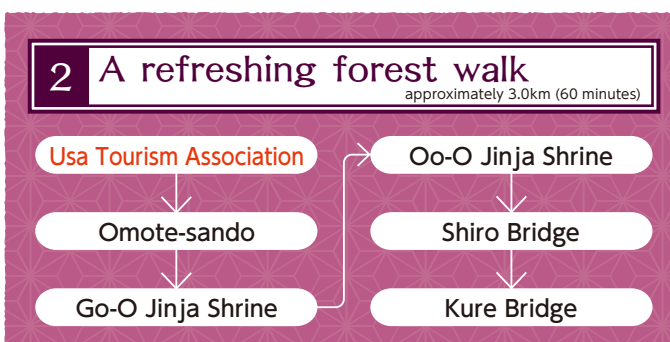 2
A refreshing forest walk
approximately 3.0km (60 minutes)
Usa Tourism Association
Omote-sando
Go-O Jinja Shrine
Oo-O Jinja Shrine
Shiro Bridge
Kure Bridge